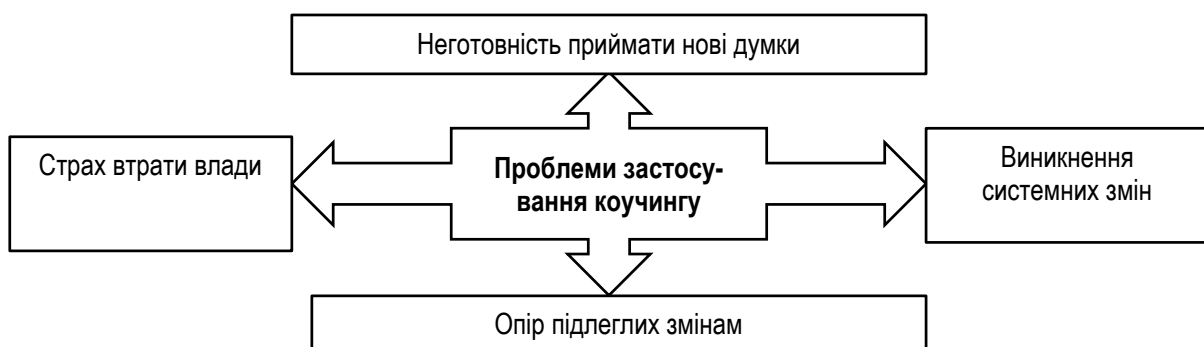 Неготовність приймати нові думки
Страх втрати влади
Проблеми застосу-
вання коучингу
Виникнення
системних змін
Опір підлеглих змінам